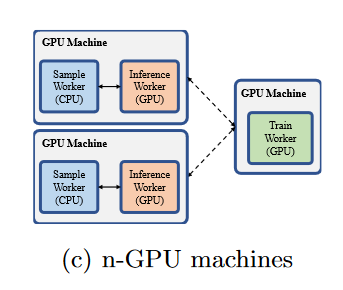 GPU Machine
Sample
Worker
(CPU)
Inference
Worker
(GPU)
GPU Machine
Sample
Worker
(CPU)
Inference
Worker
(GPU)
GPU Machine
Train
Worker
(GPU)
(c) n-GPU machines